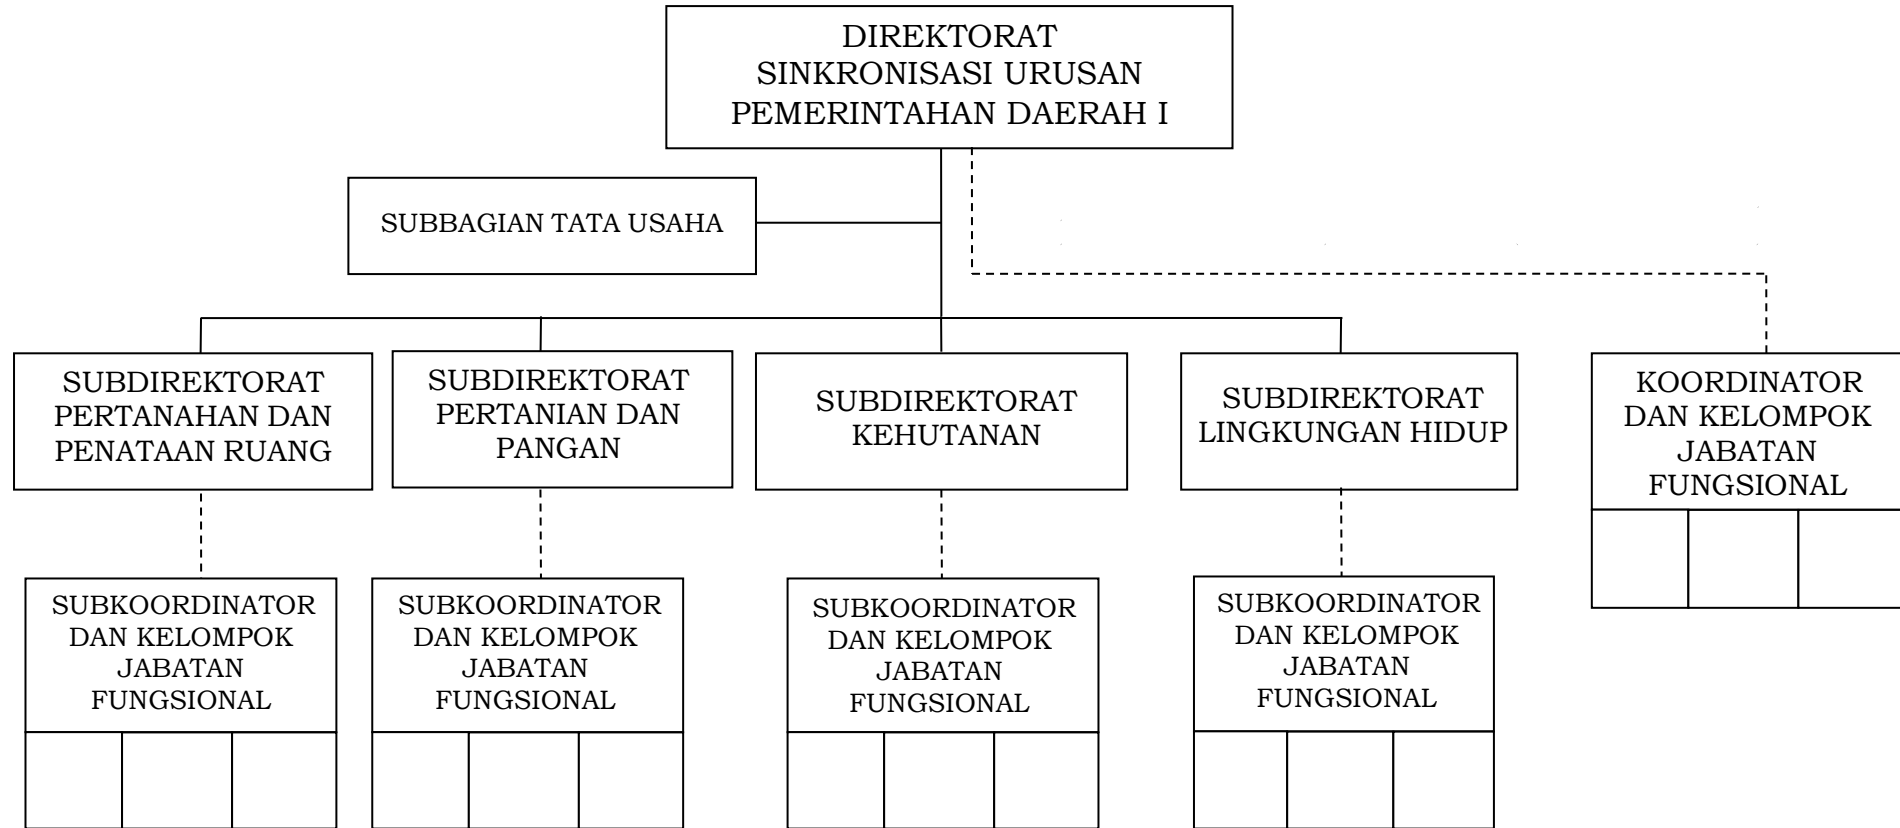 DIREKTORAT
SINKRONISASI URUSAN
PEMERINTAHAN DAERAH I
SUBBAGIAN TATA USAHA
SUBDIREKTORAT
PERTANAHAN DAN
PENATAAN RUANG
SUBDIREKTORAT
PERTANIAN DAN
PANGAN
SUBDIREKTORAT
KEHUTANAN
SUBDIREKTORAT
LINGKUNGAN HIDUP
KOORDINATOR
DAN KELOMPOK
JABATAN
FUNGSIONAL
SUBKOORDINATOR
DAN KELOMPOK
JABATAN
FUNGSIONAL
SUBKOORDINATOR
DAN KELOMPOK
JABATAN
FUNGSIONAL
SUBKOORDINATOR
DAN KELOMPOK
JABATAN
FUNGSIONAL
SUBKOORDINATOR
DAN KELOMPOK
JABATAN
FUNGSIONAL